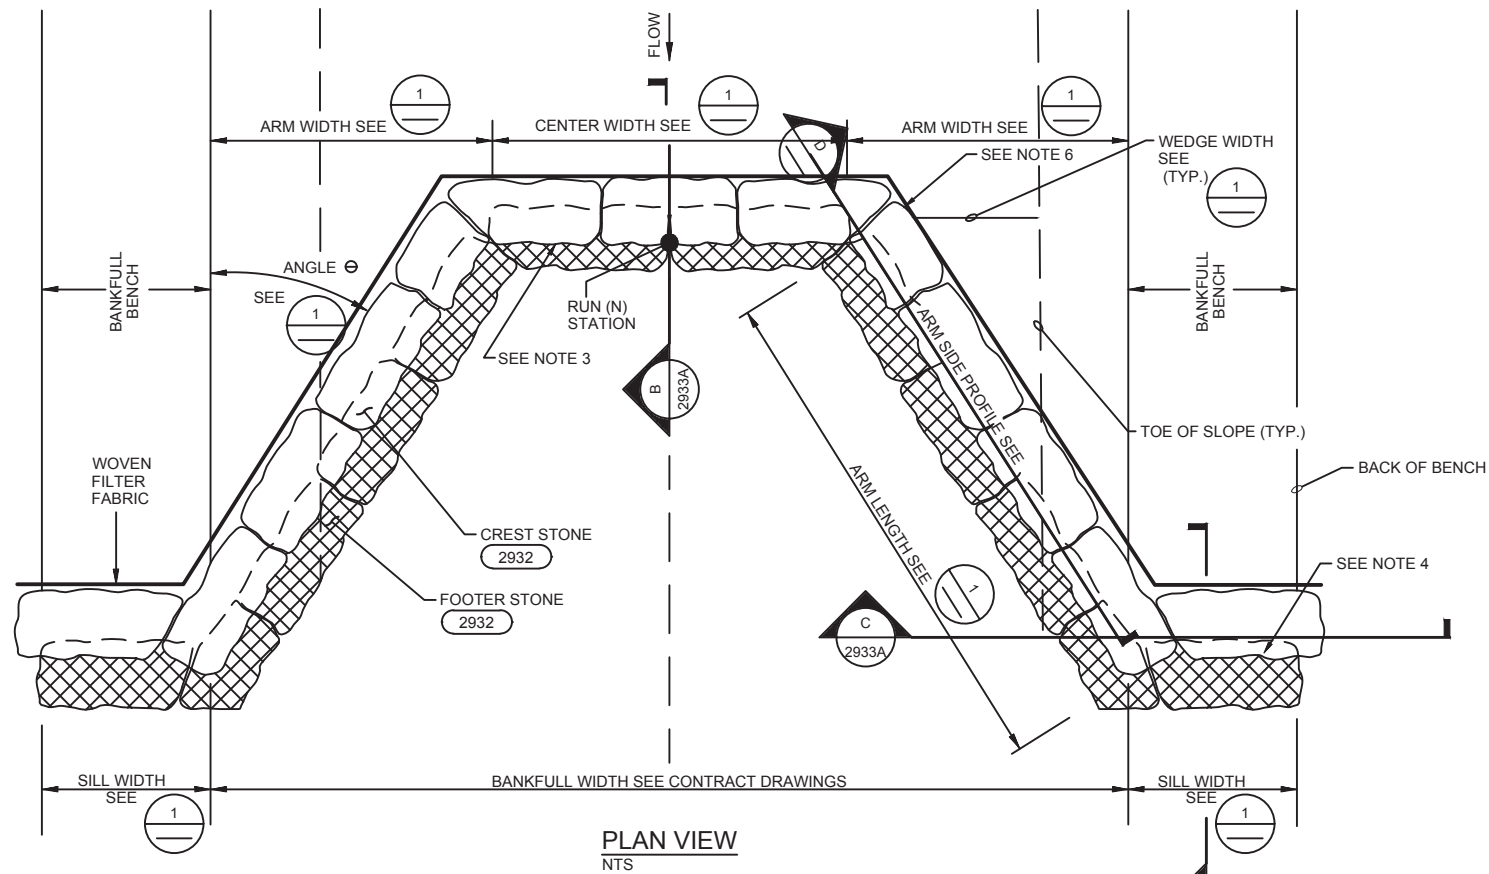 FLOW
1
1
1
ARM WIDTH SEE
CENTER WIDTH SEE
ARM WIDTH SEE
D
SEE NOTE 6
WEDGE WIDTH
SEE
(TYP.)
1
ANGLE Θ
SEE
1
BANKFULL
BENCH
BANKFULL
BENCH
RUN (N)
STATION
SEE NOTE 3
B
2933A
ARM SIDE PROFILE SEE
TOE OF SLOPE (TYP.)
BACK OF BENCH
WOVEN
FILTER
FABRIC
ARM LENGTH SEE
1
CREST STONE
2932
SEE NOTE 4
FOOTER STONE
2932
C
2933A
SILL WIDTH
SEE
1
BANKFULL WIDTH SEE CONTRACT DRAWINGS
SILL WIDTH
SEE
1
PLAN VIEW
NTS